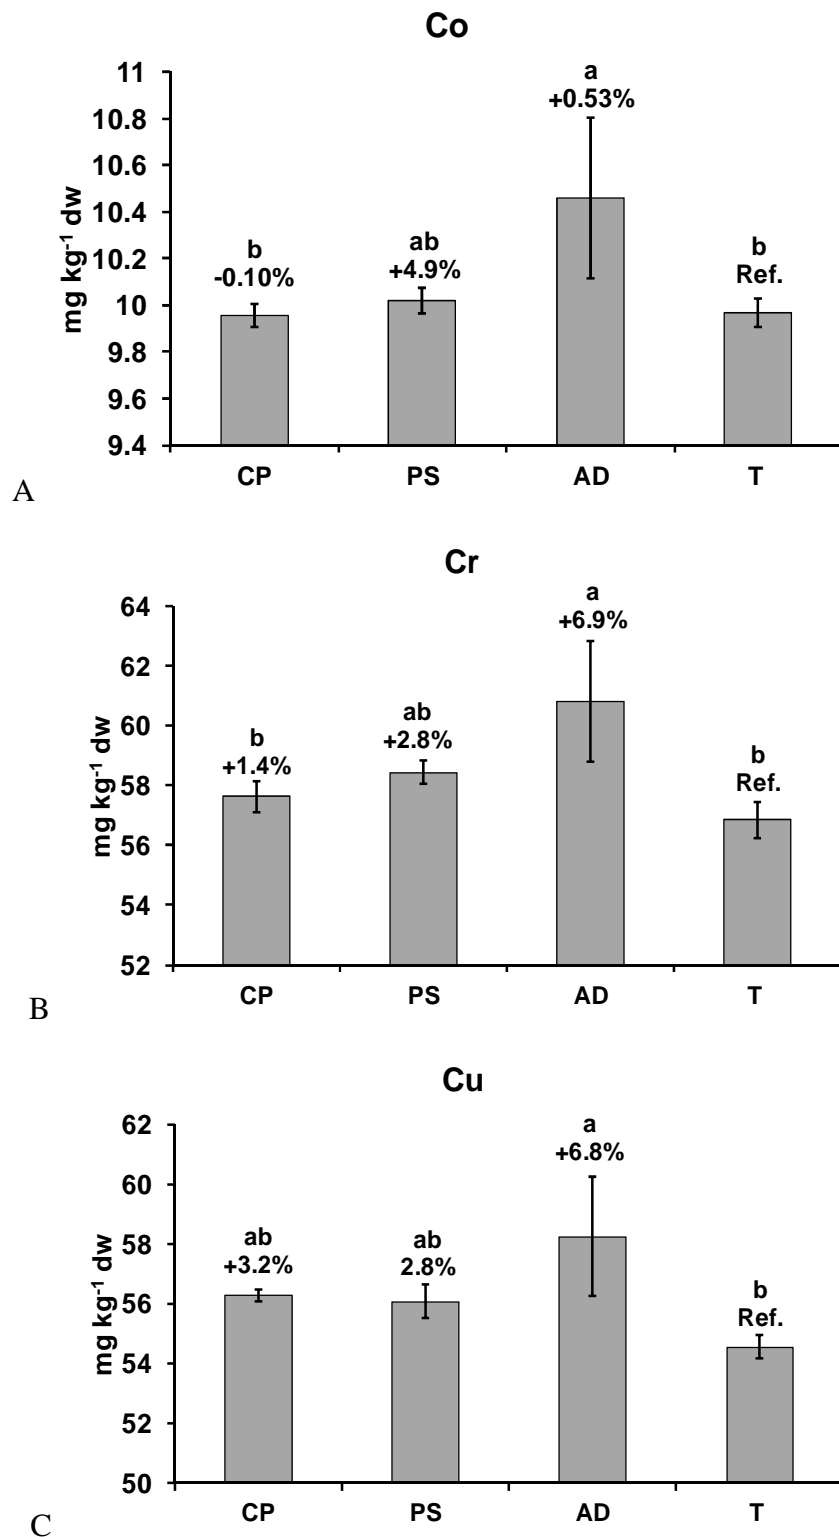 Co
mg kg⁻¹ dw
11
10.8
10.6
10.4
10.2
10
9.8
9.6
9.4
b
-0.10%
ab
+4.9%
a
+0.53%
b
Ref.
CP PS AD T
A
Cr
mg kg⁻¹ dw
64
62
60
58
56
54
52
b
+1.4%
ab
+2.8%
a
+6.9%
b
Ref.
CP PS AD T
B
Cu
mg kg⁻¹ dw
62
60
58
56
54
52
50
ab
+3.2%
ab
2.8%
a
+6.8%
b
Ref.
CP PS AD T
C